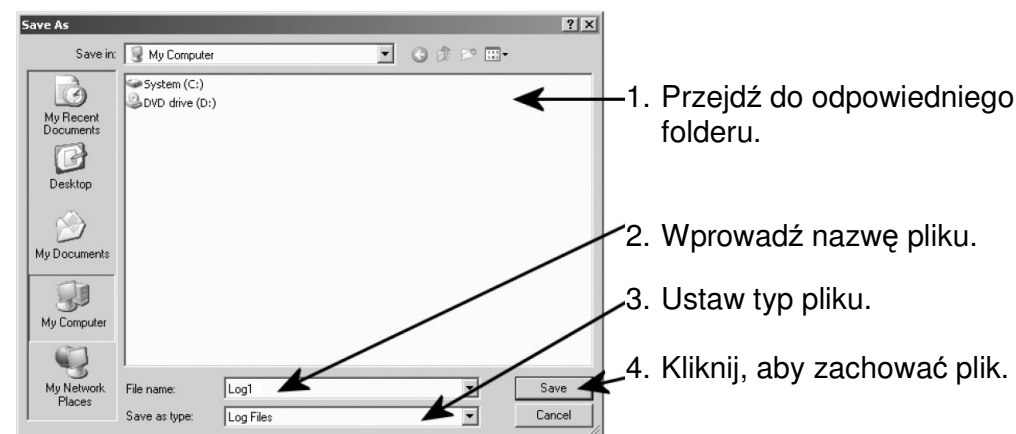 Save As
Save in:
My Computer
System (C:)
DVD drive (D:)
My Recent
Documents
Desktop
My Documents
My Computer
My Network
Places
File name:
Log1
Save
Save as type:
Log Files
Cancel
1. Przejdź do odpowiedniego
folderu.
2. Wprowadź nazwę pliku.
3. Ustaw typ pliku.
4. Kliknij, aby zachować plik.